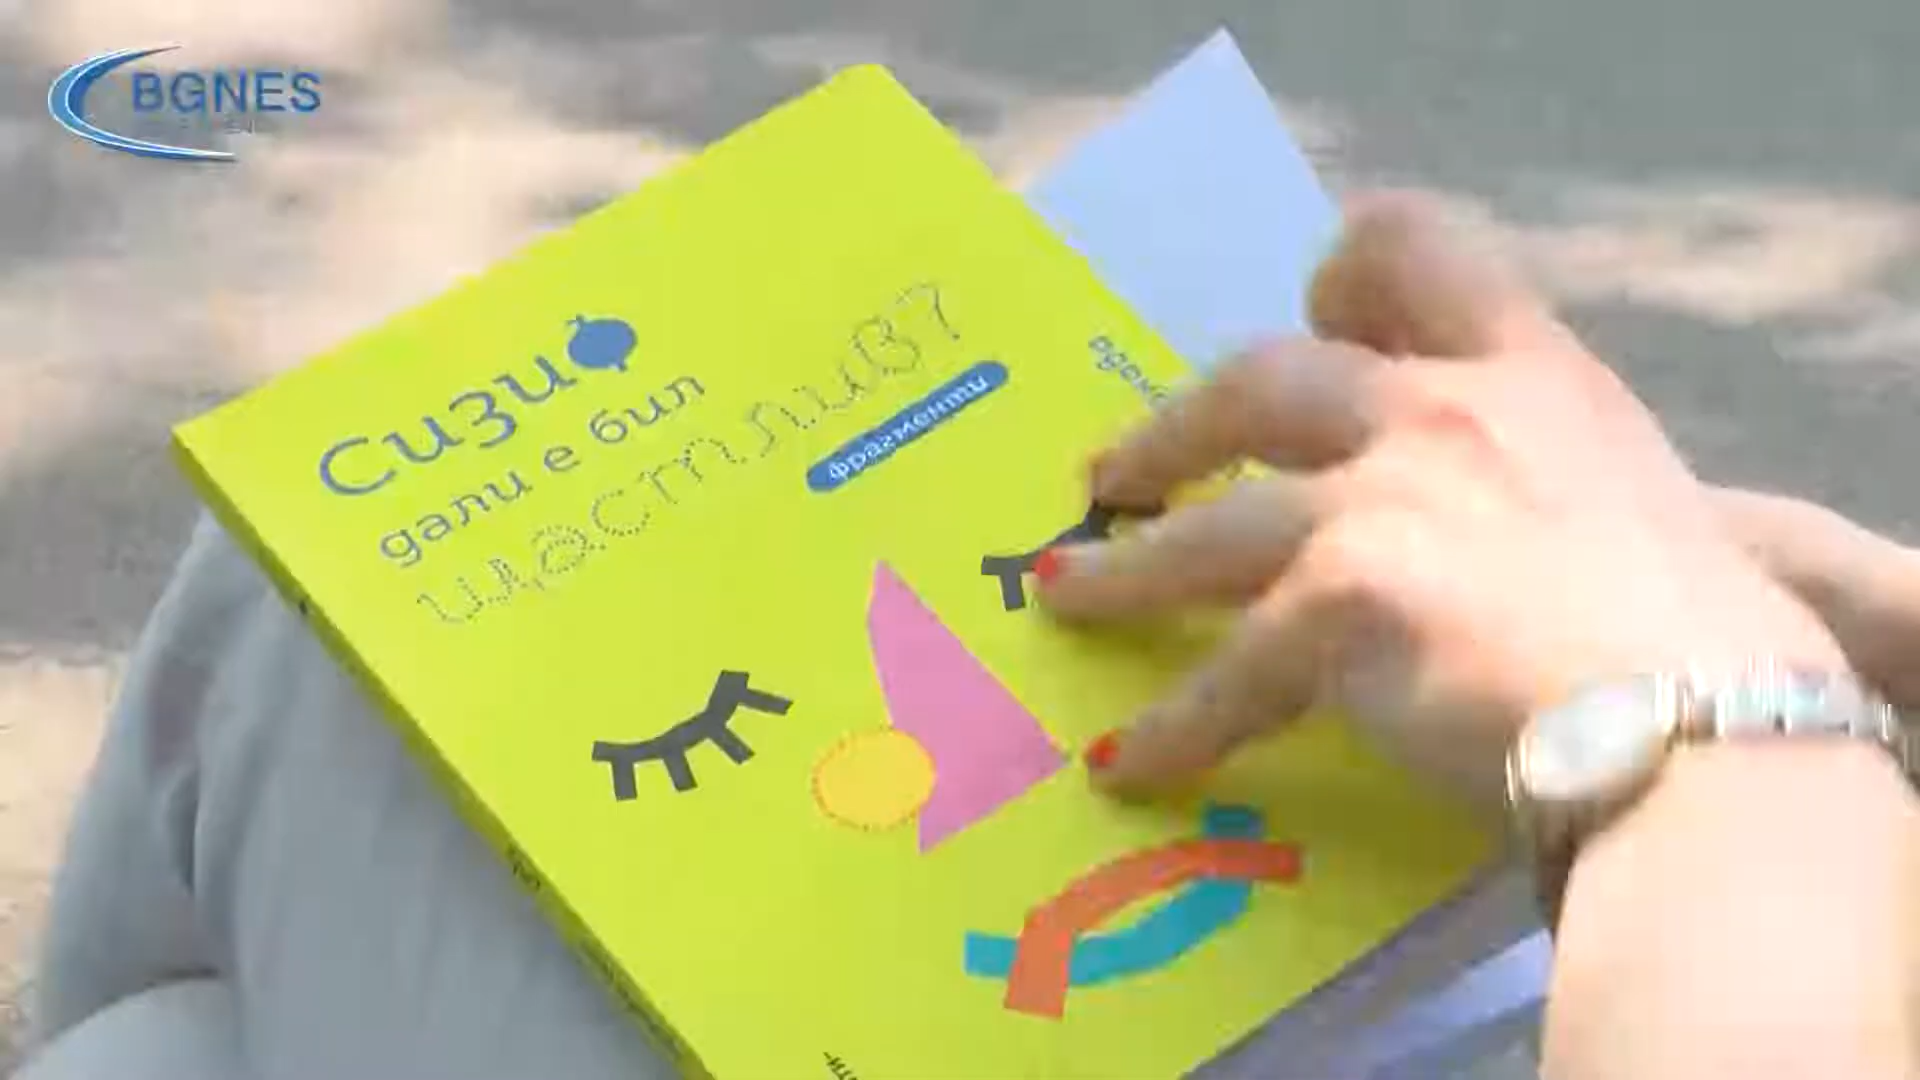 BGNES
Сизиф
дали е бил
щастлив?
фрагменти